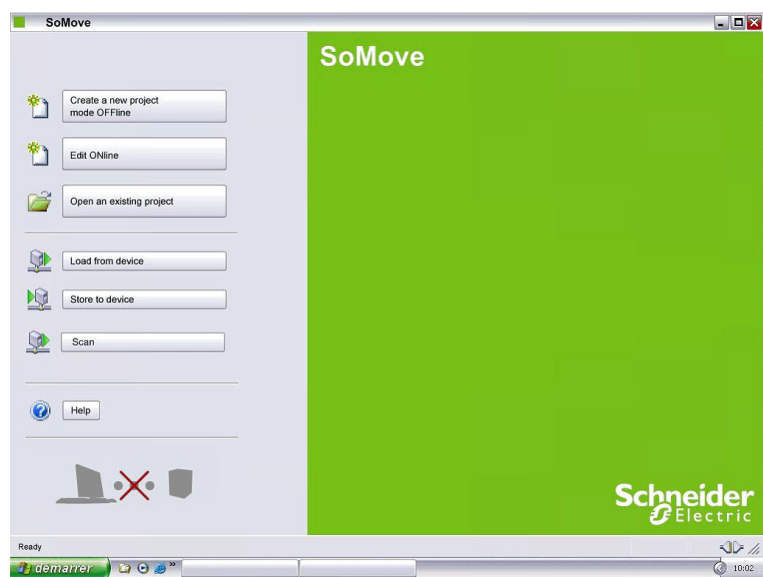 SoMove
SoMove
Create a new project
mode OFFline
Edit ONline
Open an existing project
Load from device
Store to device
Scan
Help
Schneider
Electric
Ready
démarrer
»
10:02